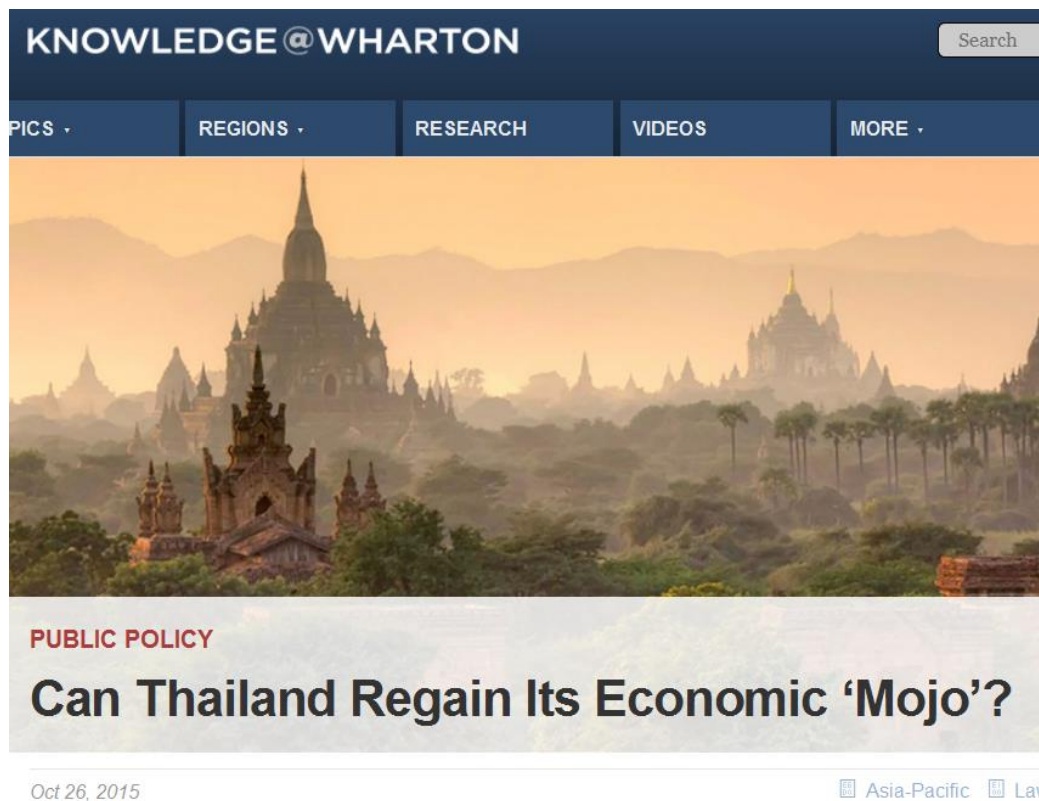 KNOWLEDGE@WHARTON
Search
PICS
REGIONS
RESEARCH
VIDEOS
MORE
PUBLIC POLICY
Can Thailand Regain Its Economic ‘Mojo’?
Oct 26, 2015
Asia-Pacific